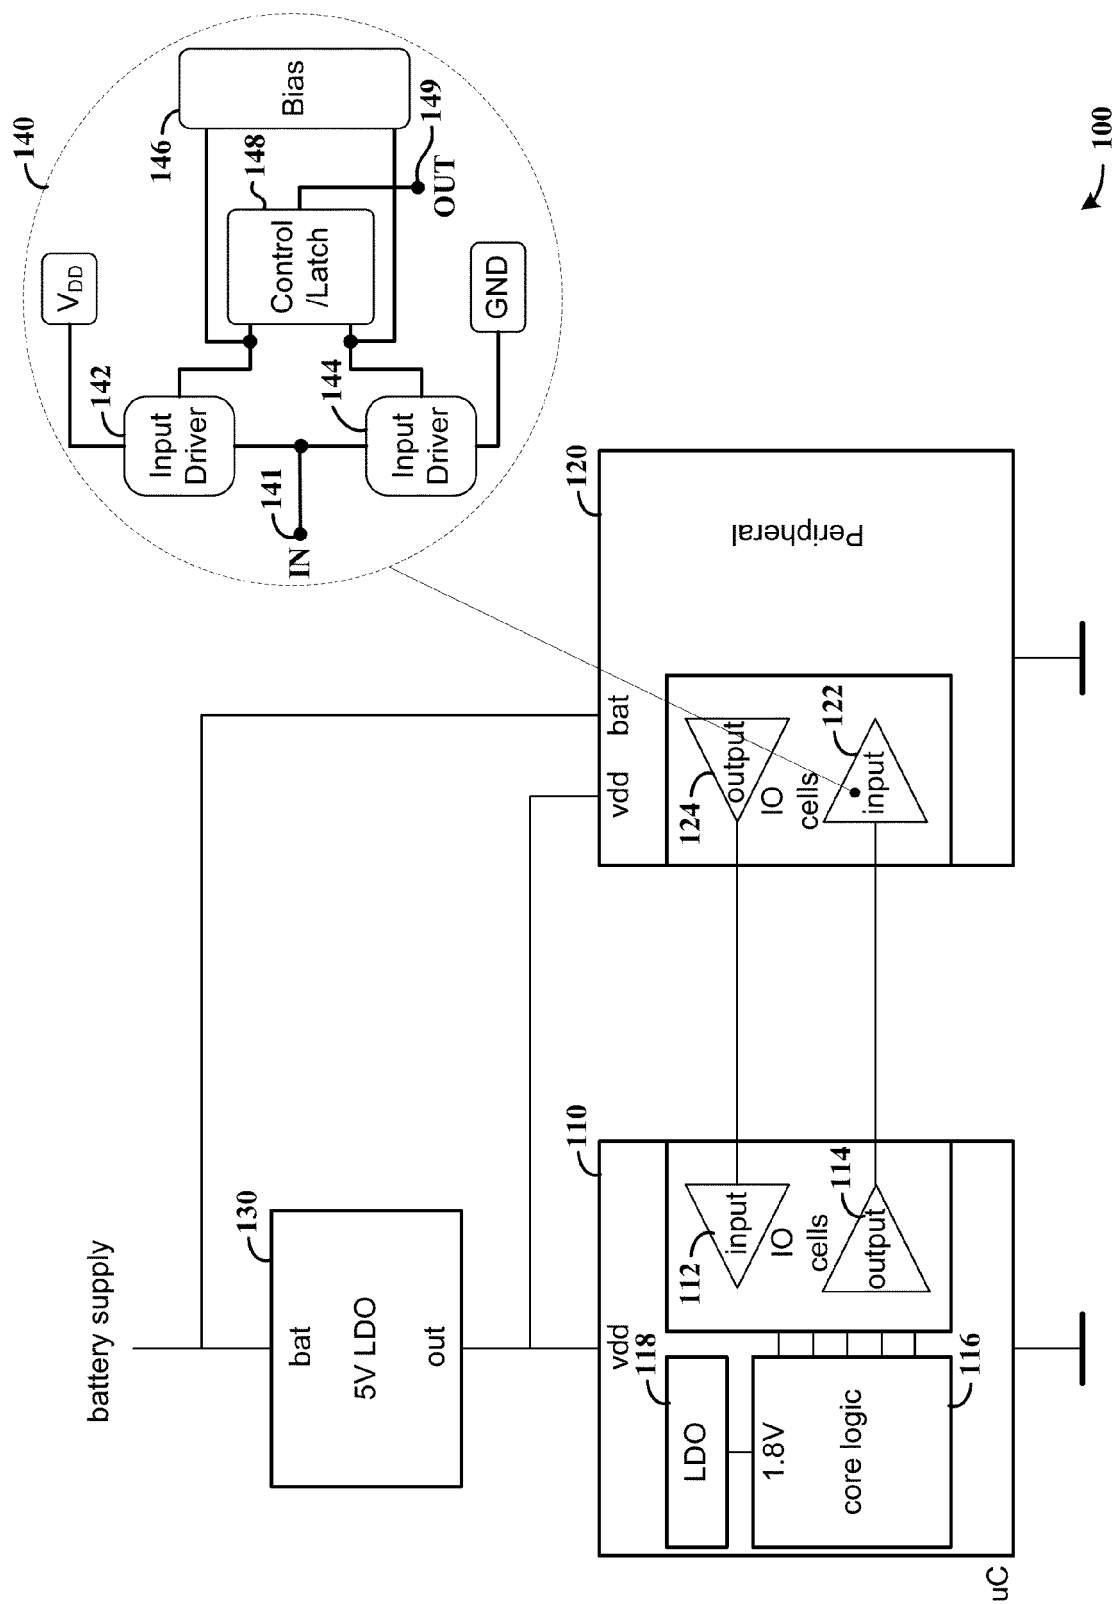 battery supply
130
bat
5V LDO
out
140
V_DD
142
Input
Driver
146
Bias
148
Control
/Latch
IN
141
144
Input
Driver
OUT
149
GND
110
vdd
118
LDO
1.8V
core logic
116
112
input
IO
cells
114
output
uC
120
vdd
bat
124
output
IO
cells
122
input
Peripheral
100